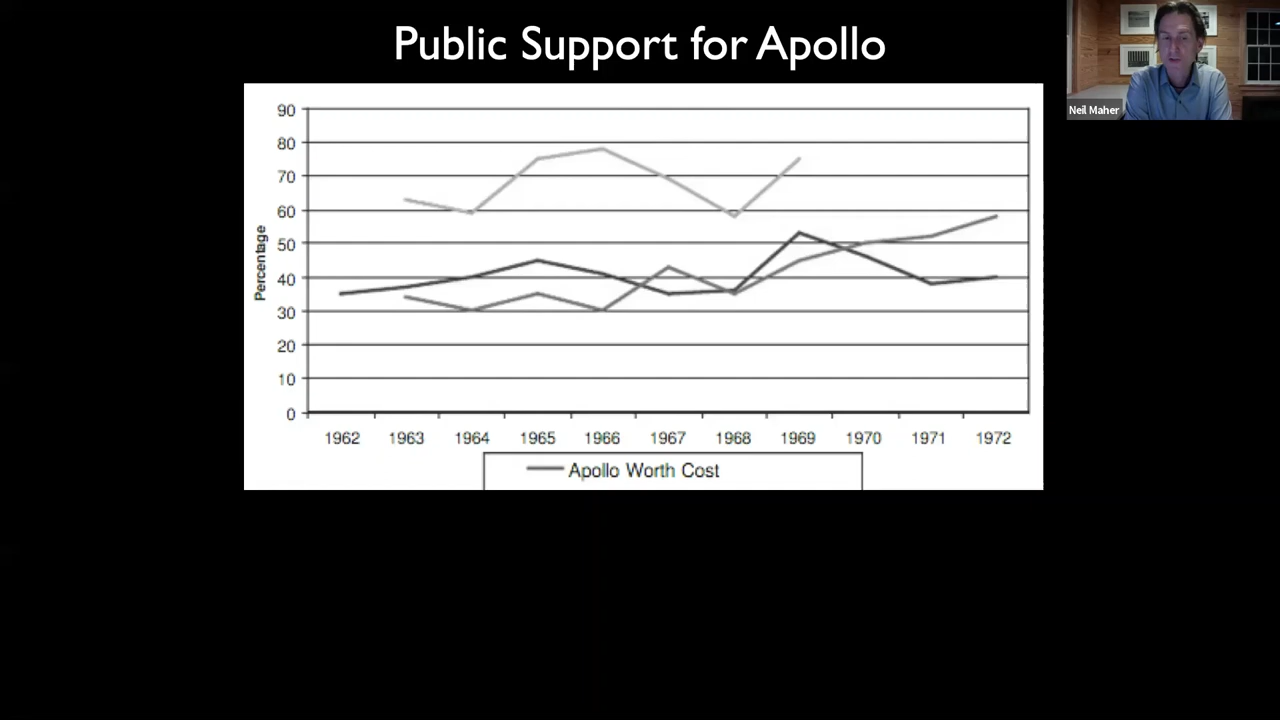 Public Support for Apollo
Neil Maher
Percentage
90
80
70
60
50
40
30
20
10
0
1962 1963 1964 1965 1966 1967 1968 1969 1970 1971 1972
Apollo Worth Cost